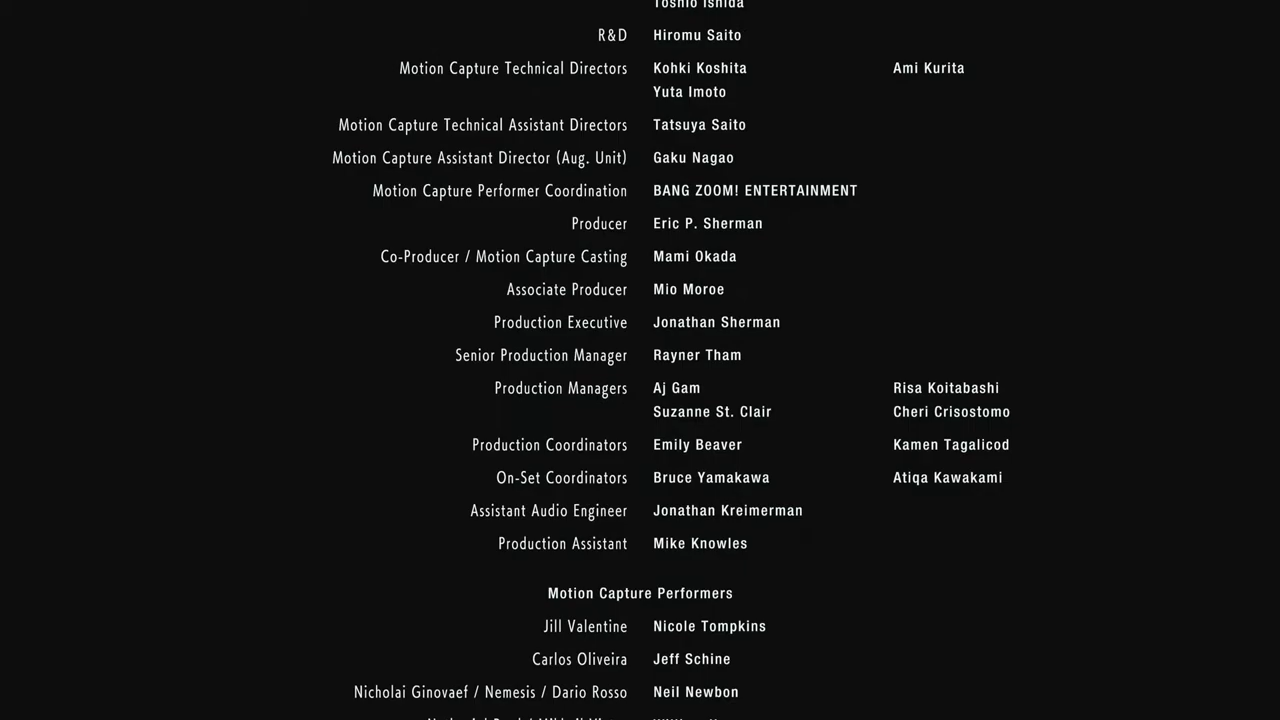 Toshio Ishida
R&D Hiromu Saito
Motion Capture Technical Directors Kohki Koshita Ami Kurita
Yuta Imoto
Motion Capture Technical Assistant Directors Tatsuya Saito
Motion Capture Assistant Director (Aug. Unit) Gaku Nagao
Motion Capture Performer Coordination BANG ZOOM! ENTERTAINMENT
Producer Eric P. Sherman
Co-Producer / Motion Capture Casting Mami Okada
Associate Producer Mio Moroe
Production Executive Jonathan Sherman
Senior Production Manager Rayner Tham
Production Managers Aj Gam Risa Koitabashi
Suzanne St. Clair Cheri Crisostomo
Production Coordinators Emily Beaver Kamen Tagalicod
On-Set Coordinators Bruce Yamakawa Atiqa Kawakami
Assistant Audio Engineer Jonathan Kreimerman
Production Assistant Mike Knowles
Motion Capture Performers
Jill Valentine Nicole Tompkins
Carlos Oliveira Jeff Schine
Nicholai Ginovaef / Nemesis / Dario Rosso Neil Newbon